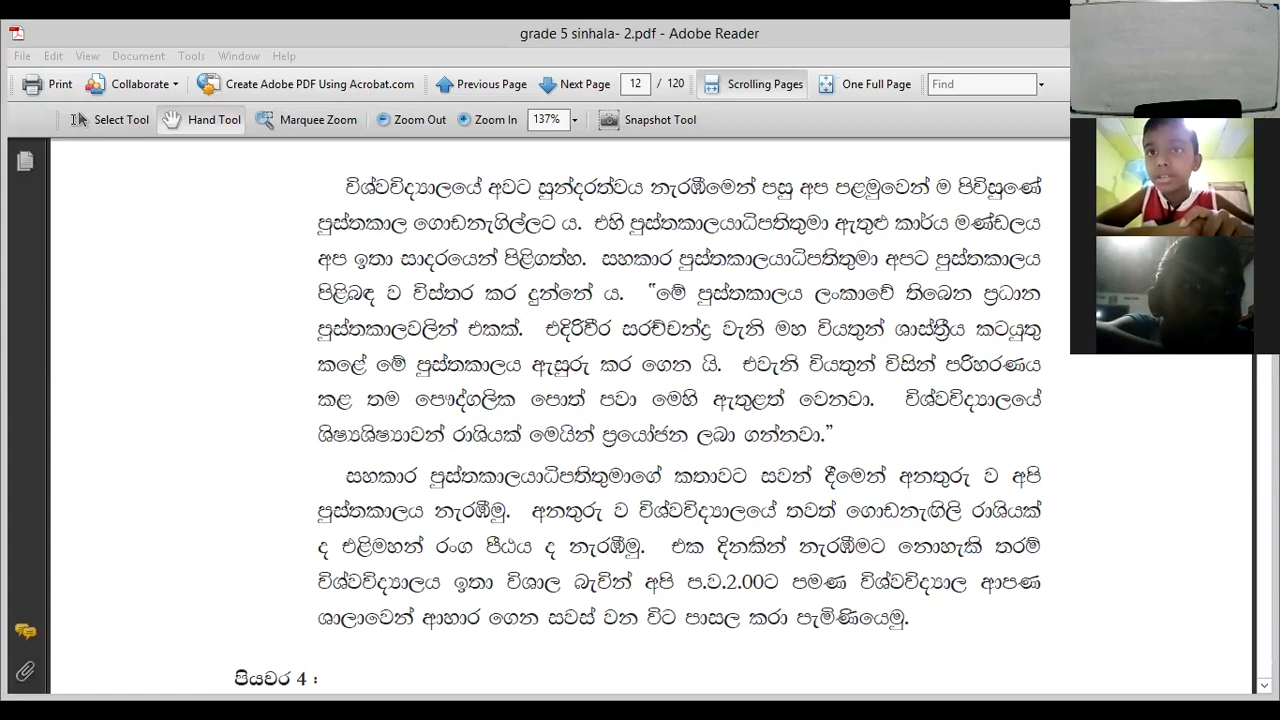 grade 5 sinhala- 2.pdf - Adobe Reader
File Edit View Document Tools Window Help
Print Collaborate Create Adobe PDF Using Acrobat.com Previous Page Next Page 12 / 120 Scrolling Pages One Full Page Find
Select Tool Hand Tool Marquee Zoom Zoom Out Zoom In 137% Snapshot Tool
විශ්වවිද්‍යාලයේ අවට සුන්දරත්වය නැරඹීමෙන් පසු අප පළමුවෙන් ම පිවිසුණේ
පුස්තකාල ගොඩනැගිල්ලට ය. එහි පුස්තකාලයාධිපතිතුමා ඇතුළු කාර්ය මණ්ඩලය
අප ඉතා සාදරයෙන් පිළිගත්හ. සහකාර පුස්තකාලයාධිපතිතුමා අපට පුස්තකාලය
පිළිබඳ ව විස්තර කර දුන්නේ ය. “මේ පුස්තකාලය ලංකාවේ තිබෙන ප්‍රධාන
පුස්තකාලවලින් එකක්. එදිරිවීර සරච්චන්ද්‍ර වැනි මහ වියතුන් ශාස්ත්‍රීය කටයුතු
කළේ මේ පුස්තකාලය ඇසුරු කර ගෙන යි. එවැනි වියතුන් විසින් පරිහරණය
කළ තම පෞද්ගලික පොත් පවා මෙහි ඇතුළත් වෙනවා. විශ්වවිද්‍යාලයේ
ශිෂ්‍යශිෂ්‍යාවන් රාශියක් මෙයින් ප්‍රයෝජන ලබා ගන්නවා.”
සහකාර පුස්තකාලයාධිපතිතුමාගේ කතාවට සවන් දීමෙන් අනතුරු ව අපි
පුස්තකාලය නැරඹීමු. අනතුරු ව විශ්වවිද්‍යාලයේ තවත් ගොඩනැඟිලි රාශියක්
ද එළිමහන් රංග පීඨය ද නැරඹීමු. එක දිනකින් නැරඹීමට නොහැකි තරම්
විශ්වවිද්‍යාලය ඉතා විශාල බැවින් අපි ප.ව.2.00ට පමණ විශ්වවිද්‍යාල ආපණ
ශාලාවෙන් ආහාර ගෙන සවස් වන විට පාසල කරා පැමිණියෙමු.
පියවර 4 :